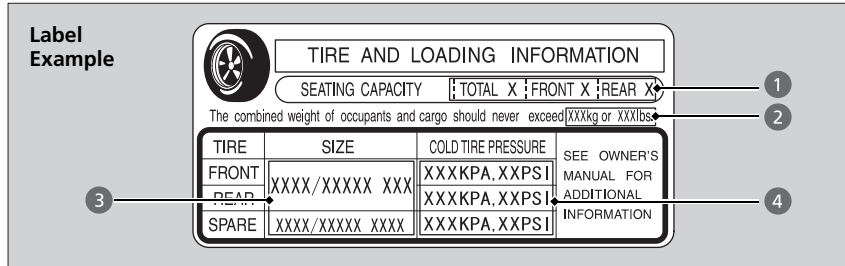 Label
Example
TIRE AND LOADING INFORMATION
SEATING CAPACITY TOTAL X FRONT X REAR X
1
The combined weight of occupants and cargo should never exceed XXXkg or XXXlbs.
2
TIRE SIZE COLD TIRE PRESSURE
SEE OWNER'S
MANUAL FOR
ADDITIONAL
INFORMATION
FRONT XXXX/XXXXX XXX XXXKPA,XXPSI
REAR XXXKPA,XXPSI
3
4
SPARE XXXX/XXXXX XXXX XXXKPA,XXPSI